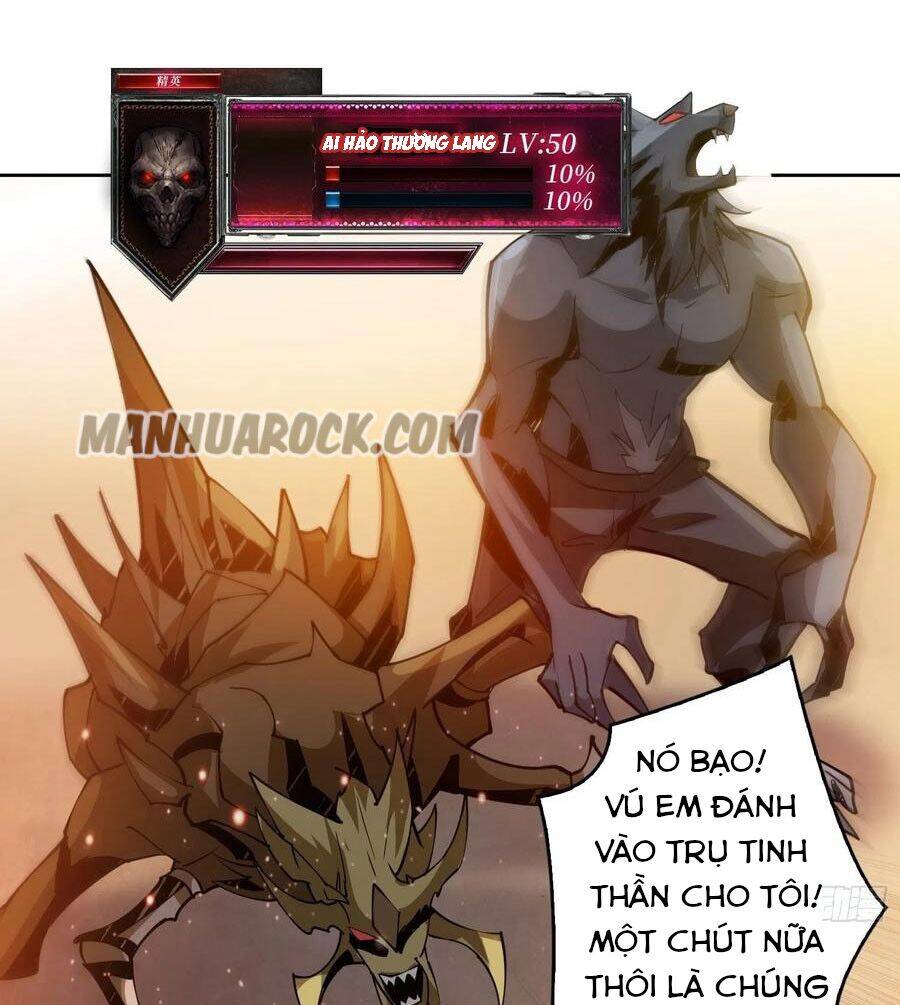 精英
AI HẢO THƯƠNG LANG LV:50
10%
10%
MANHUAROCK.COM
NÓ BẠO!
VÚ EM ĐÁNH
VÀO TRỤ TINH
THẦN CHO TÔI!
MỘT CHÚT NỮA
THÔI LÀ CHÚNG